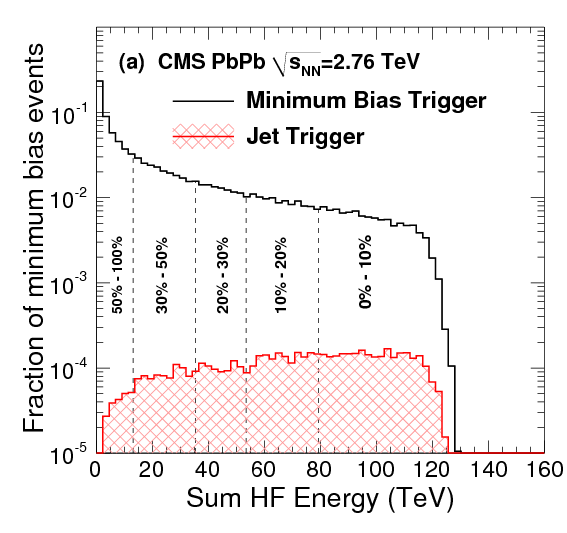 (a) CMS PbPb √sNN=2.76 TeV
Minimum Bias Trigger
Jet Trigger
Fraction of minimum bias events
10-1
10-2
10-3
10-4
10-5
50% - 100%
30% - 50%
20% - 30%
10% - 20%
0% - 10%
0 20 40 60 80 100 120 140 160
Sum HF Energy (TeV)